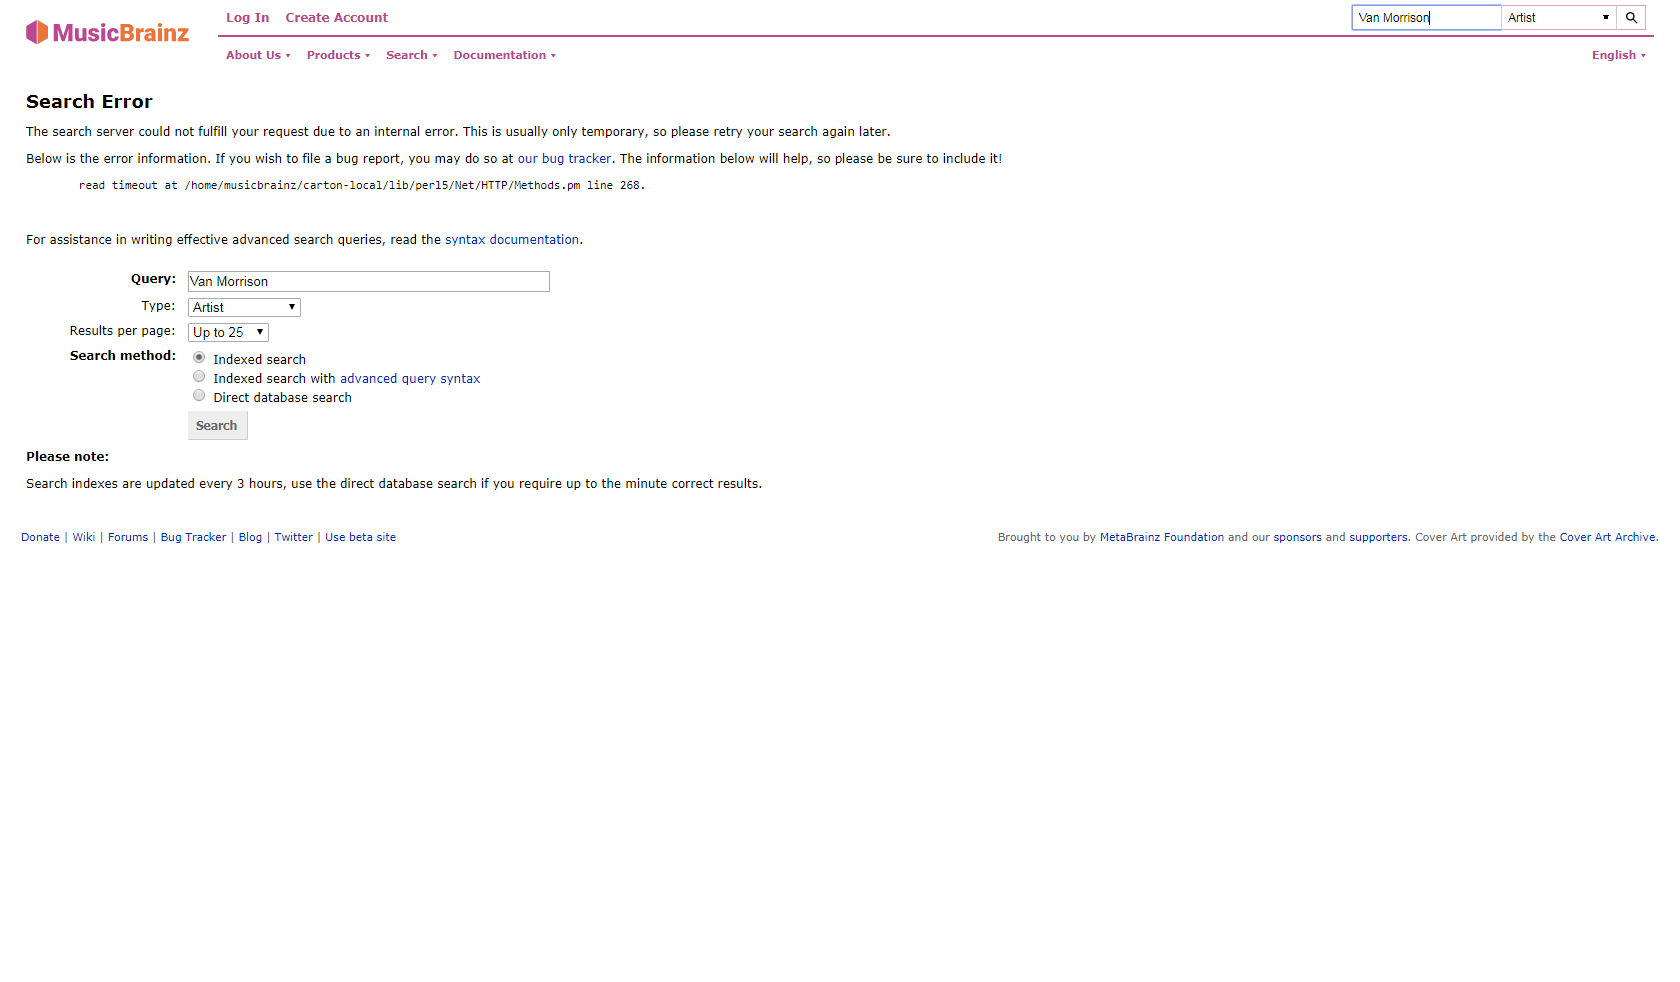 MusicBrainz
Log In Create Account
Van Morrison Artist
About Us Products Search Documentation English
Search Error
The search server could not fulfill your request due to an internal error. This is usually only temporary, so please retry your search again later.
Below is the error information. If you wish to file a bug report, you may do so at our bug tracker. The information below will help, so please be sure to include it!
read timeout at /home/musicbrainz/carton-local/lib/perl5/Net/HTTP/Methods.pm line 268.
For assistance in writing effective advanced search queries, read the syntax documentation.
Query: Van Morrison
Type: Artist
Results per page: Up to 25
Search method: Indexed search
Indexed search with advanced query syntax
Direct database search
Search
Please note:
Search indexes are updated every 3 hours, use the direct database search if you require up to the minute correct results.
Donate | Wiki | Forums | Bug Tracker | Blog | Twitter | Use beta site Brought to you by MetaBrainz Foundation and our sponsors and supporters. Cover Art provided by the Cover Art Archive.